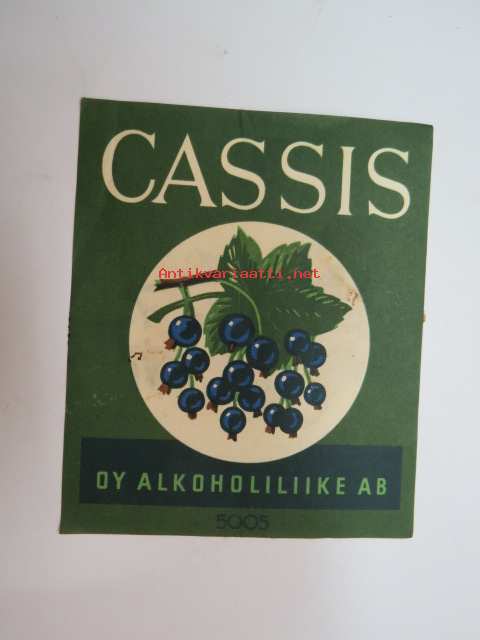 CASSIS
Antikvariaatti.net
OY ALKOHOLILIIKE AB
5005